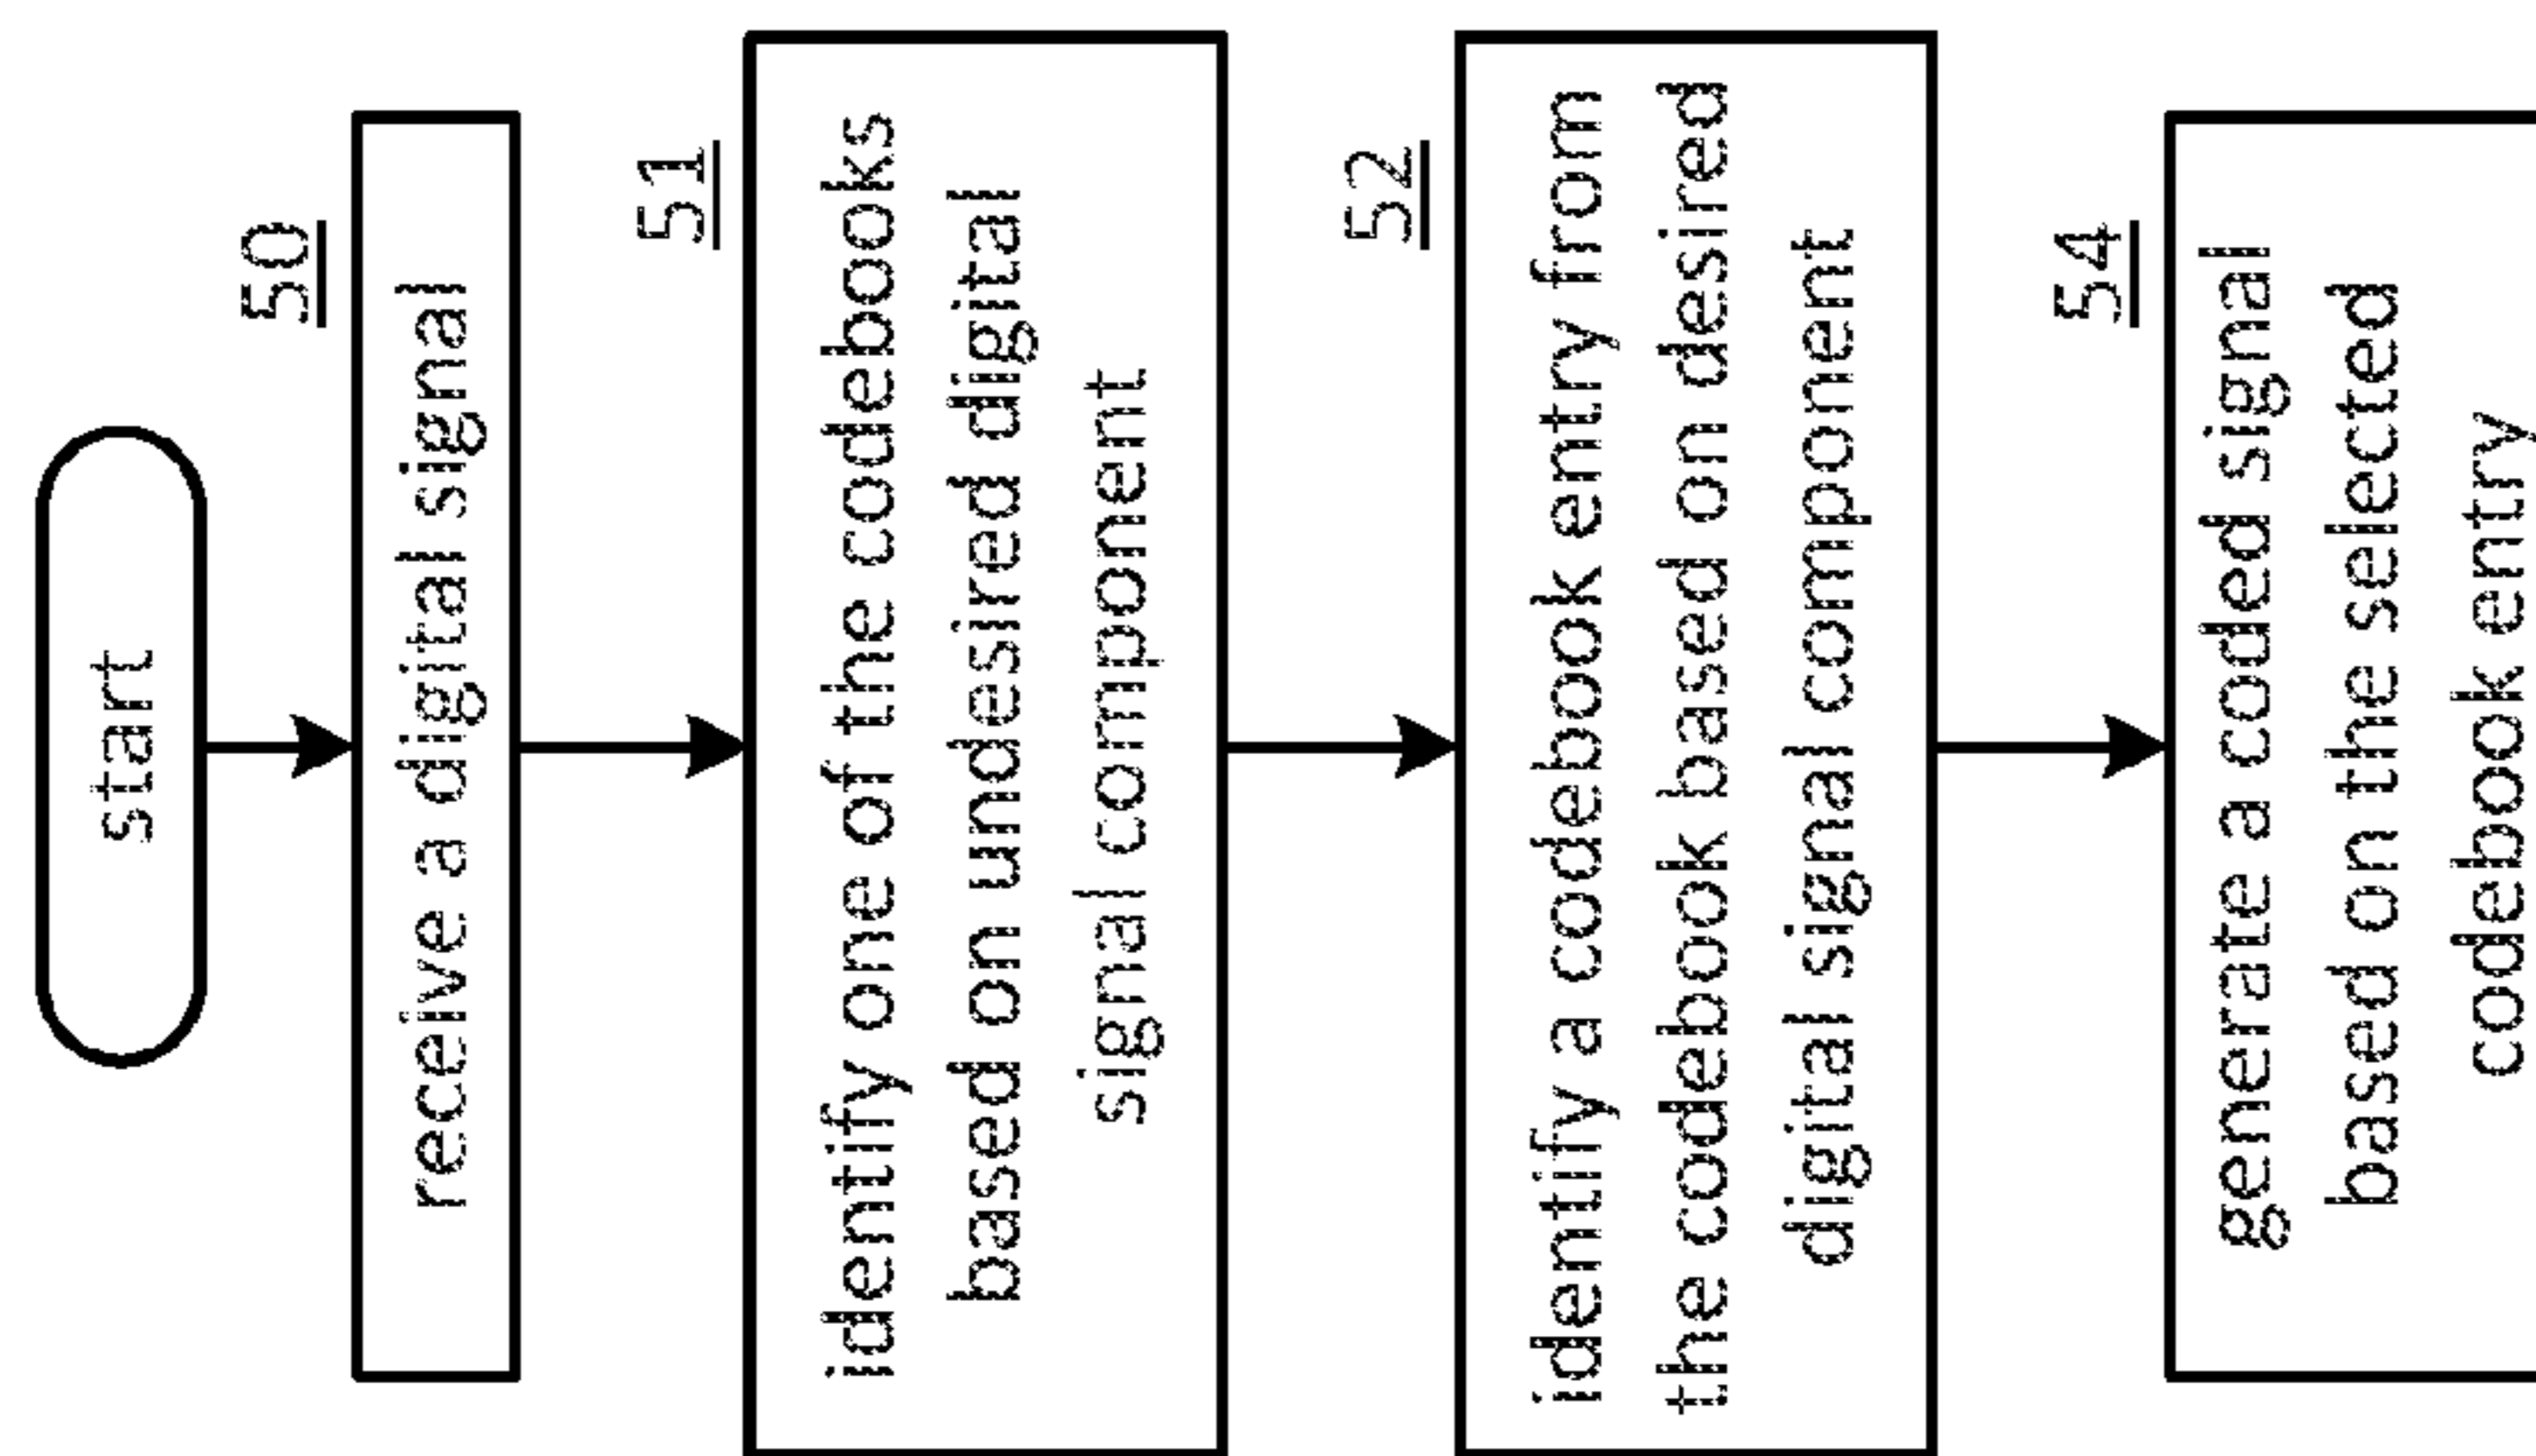 start
50
receive a digital signal
51
identify one of the codebooks
based on undesired digital
signal component
52
identify a codebook entry from
the codebook based on desired
digital signal component
54
generate a coded signal
based on the selected
codebook entry